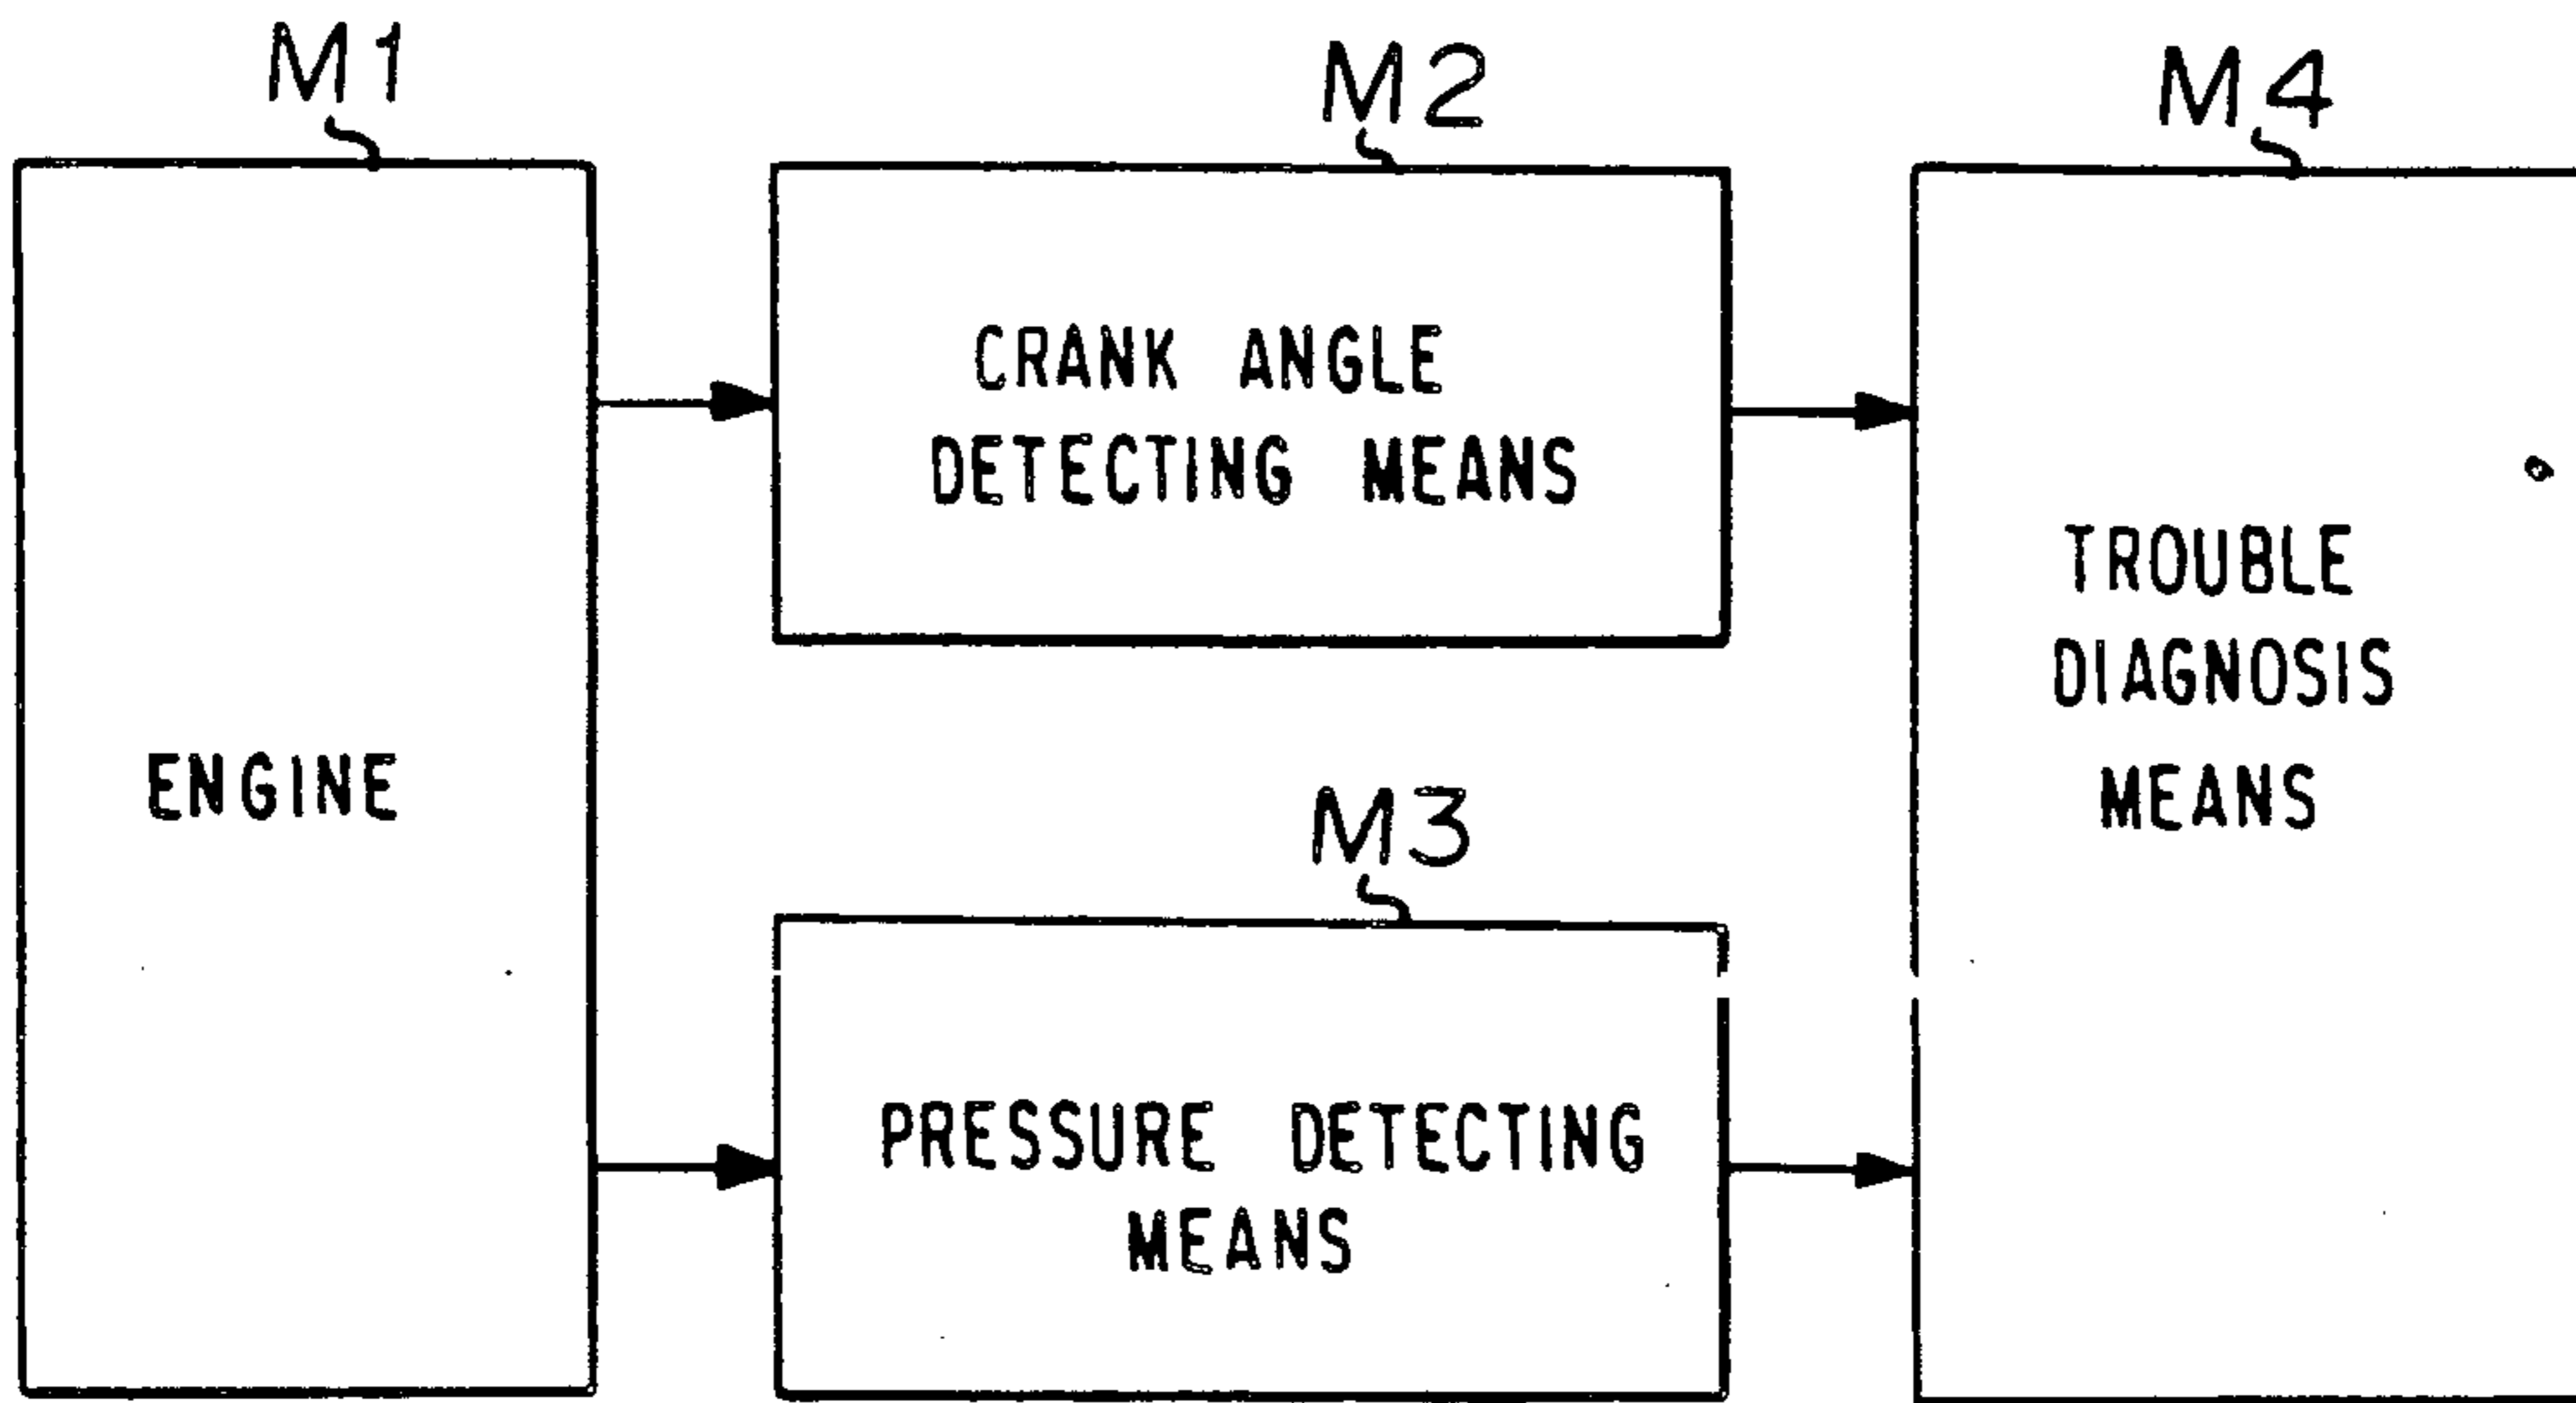 M1
M2
M4
CRANK ANGLE
DETECTING MEANS
TROUBLE
DIAGNOSIS
MEANS
ENGINE
M3
PRESSURE DETECTING
MEANS